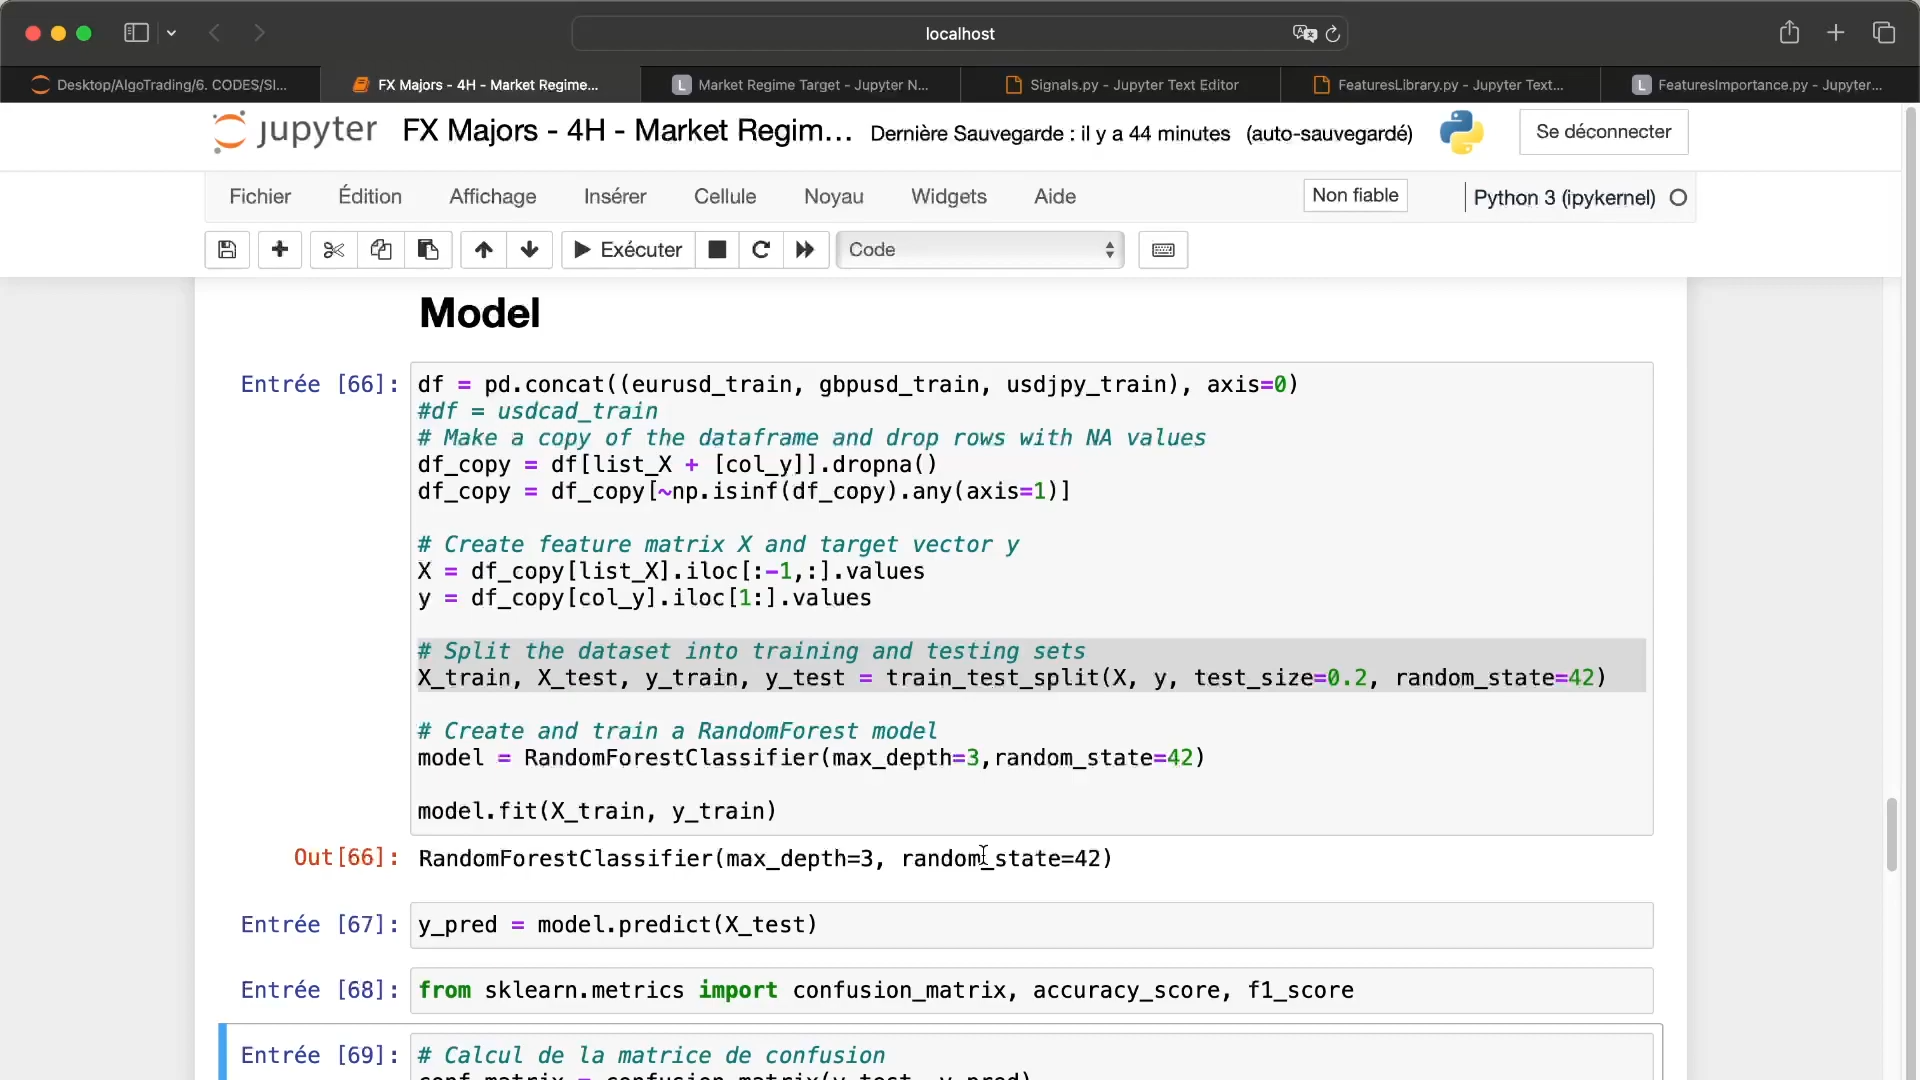 localhost
Desktop/AlgoTrading/6. CODES/SI...
FX Majors - 4H - Market Regime...
Market Regime Target - Jupyter N...
Signals.py - Jupyter Text Editor
FeaturesLibrary.py - Jupyter Text...
FeaturesImportance.py - Jupyter...
jupyter
FX Majors - 4H - Market Regim...
Dernière Sauvegarde : il y a 44 minutes (auto-sauvegardé)
Se déconnecter
Fichier
Édition
Affichage
Insérer
Cellule
Noyau
Widgets
Aide
Non fiable
Python 3 (ipykernel)
Exécuter
Code
Model
Entrée [66]:
df = pd.concat((eurusd_train, gbpusd_train, usdjpy_train), axis=0)
#df = usdcad_train
# Make a copy of the dataframe and drop rows with NA values
df_copy = df[list_X + [col_y]].dropna()
df_copy = df_copy[~np.isinf(df_copy).any(axis=1)]
# Create feature matrix X and target vector y
X = df_copy[list_X].iloc[:-1,:].values
y = df_copy[col_y].iloc[1:].values
# Split the dataset into training and testing sets
X_train, X_test, y_train, y_test = train_test_split(X, y, test_size=0.2, random_state=42)
# Create and train a RandomForest model
model = RandomForestClassifier(max_depth=3,random_state=42)
model.fit(X_train, y_train)
Out[66]: RandomForestClassifier(max_depth=3, random_state=42)
Entrée [67]: y_pred = model.predict(X_test)
Entrée [68]: from sklearn.metrics import confusion_matrix, accuracy_score, f1_score
Entrée [69]: # Calcul de la matrice de confusion
conf_matrix = confusion_matrix(y_test, y_pred)